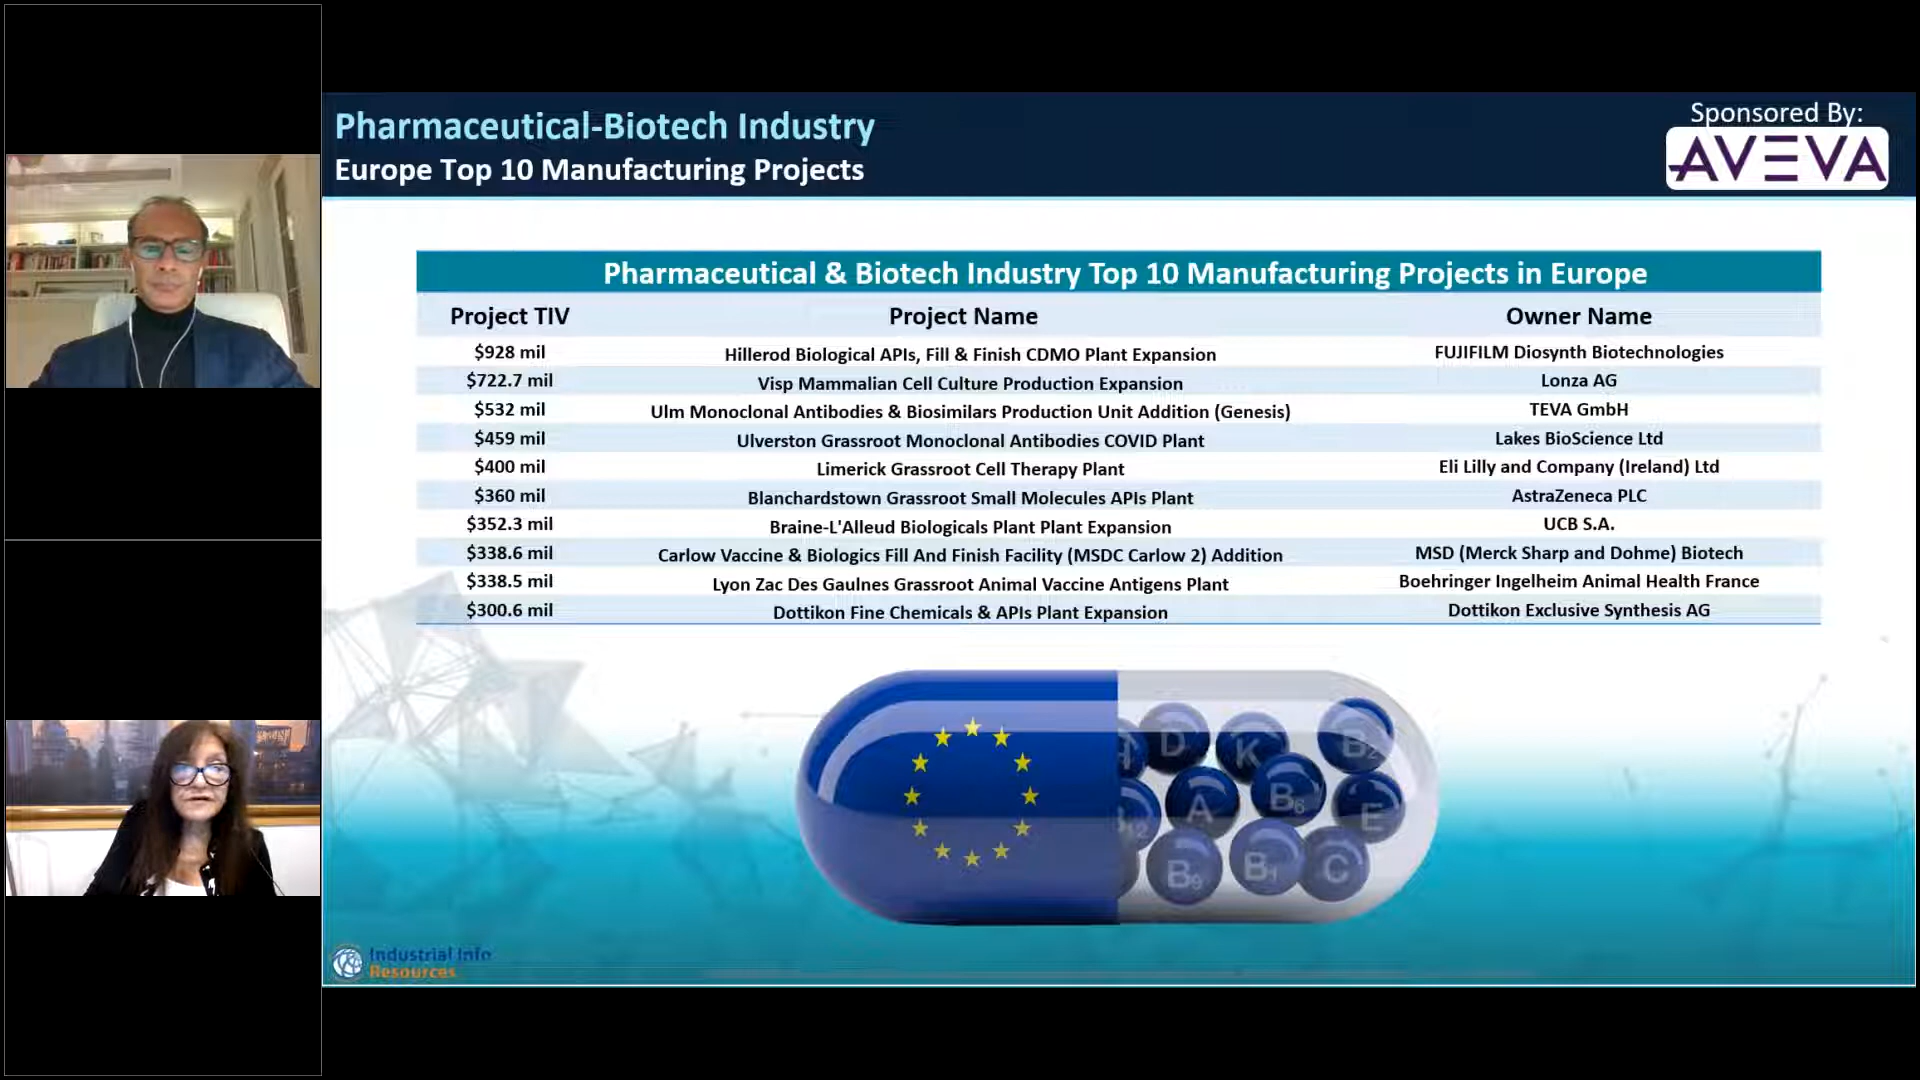 Pharmaceutical-Biotech Industry
Europe Top 10 Manufacturing Projects
Sponsored By:
AVEVA
Pharmaceutical & Biotech Industry Top 10 Manufacturing Projects in Europe
Project TIV Project Name Owner Name
$928 mil Hillerod Biological APIs, Fill & Finish CDMO Plant Expansion FUJIFILM Diosynth Biotechnologies
$722.7 mil Visp Mammalian Cell Culture Production Expansion Lonza AG
$532 mil Ulm Monoclonal Antibodies & Biosimilars Production Unit Addition (Genesis) TEVA GmbH
$459 mil Ulverston Grassroot Monoclonal Antibodies COVID Plant Lakes BioScience Ltd
$400 mil Limerick Grassroot Cell Therapy Plant Eli Lilly and Company (Ireland) Ltd
$360 mil Blanchardstown Grassroot Small Molecules APIs Plant AstraZeneca PLC
$352.3 mil Braine-L'Alleud Biologicals Plant Plant Expansion UCB S.A.
$338.6 mil Carlow Vaccine & Biologics Fill And Finish Facility (MSDC Carlow 2) Addition MSD (Merck Sharp and Dohme) Biotech
$338.5 mil Lyon Zac Des Gaulnes Grassroot Animal Vaccine Antigens Plant Boehringer Ingelheim Animal Health France
$300.6 mil Dottikon Fine Chemicals & APIs Plant Expansion Dottikon Exclusive Synthesis AG
D K B2
A B6 E
B12
B9 B1 C
Industrial Info
Resources